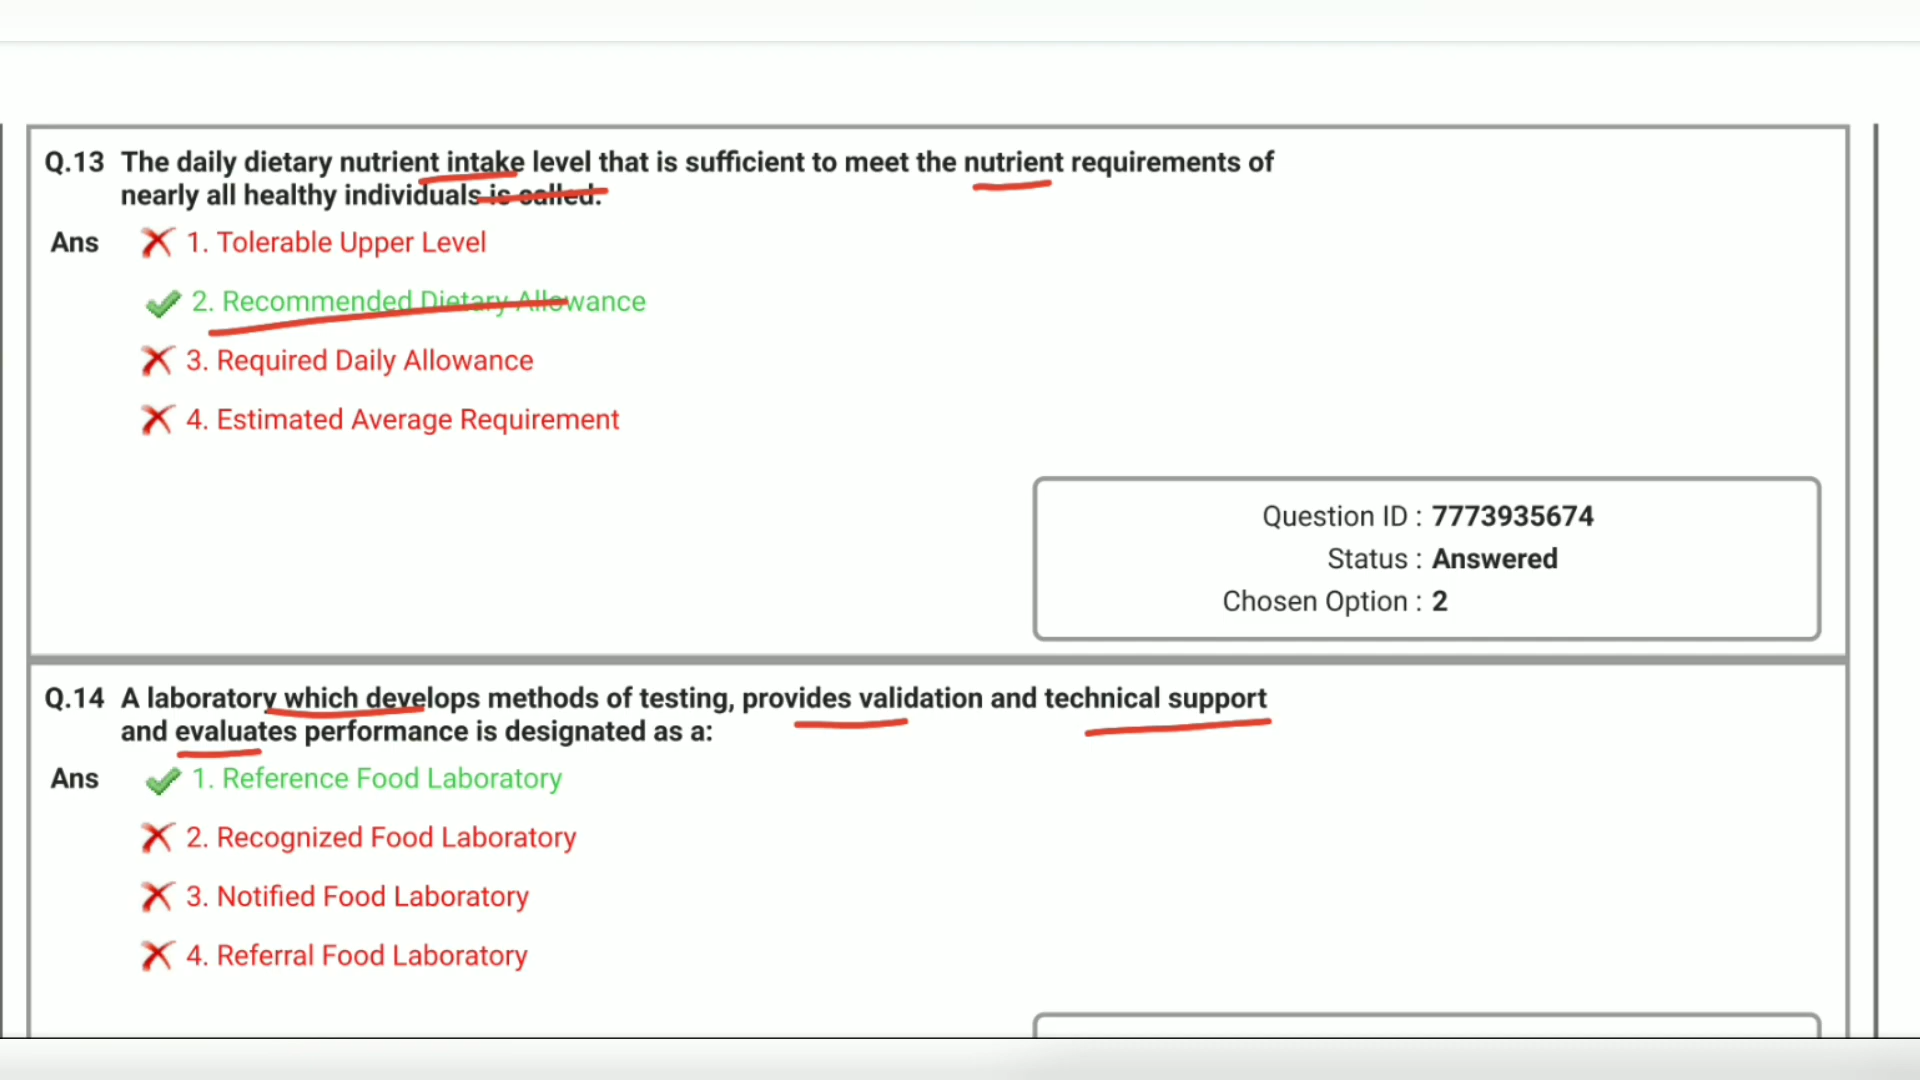 Q.13 The daily dietary nutrient intake level that is sufficient to meet the nutrient requirements of
nearly all healthy individuals is called:
Ans 1. Tolerable Upper Level
2. Recommended Dietary Allowance
3. Required Daily Allowance
4. Estimated Average Requirement
Question ID : 7773935674
Status : Answered
Chosen Option : 2
Q.14 A laboratory which develops methods of testing, provides validation and technical support
and evaluates performance is designated as a:
Ans 1. Reference Food Laboratory
2. Recognized Food Laboratory
3. Notified Food Laboratory
4. Referral Food Laboratory